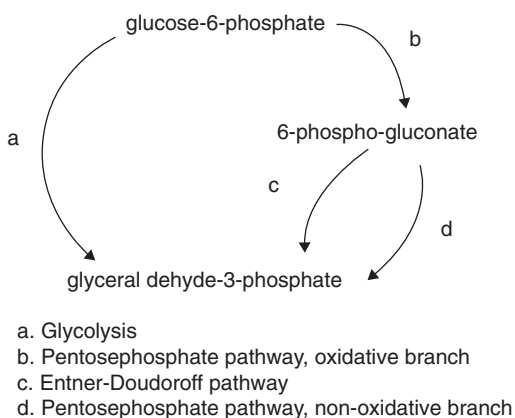 glucose-6-phosphate
b
a
6-phospho-gluconate
c
d
glyceral dehyde-3-phosphate
a. Glycolysis
b. Pentosephosphate pathway, oxidative branch
c. Entner-Doudoroff pathway
d. Pentosephosphate pathway, non-oxidative branch